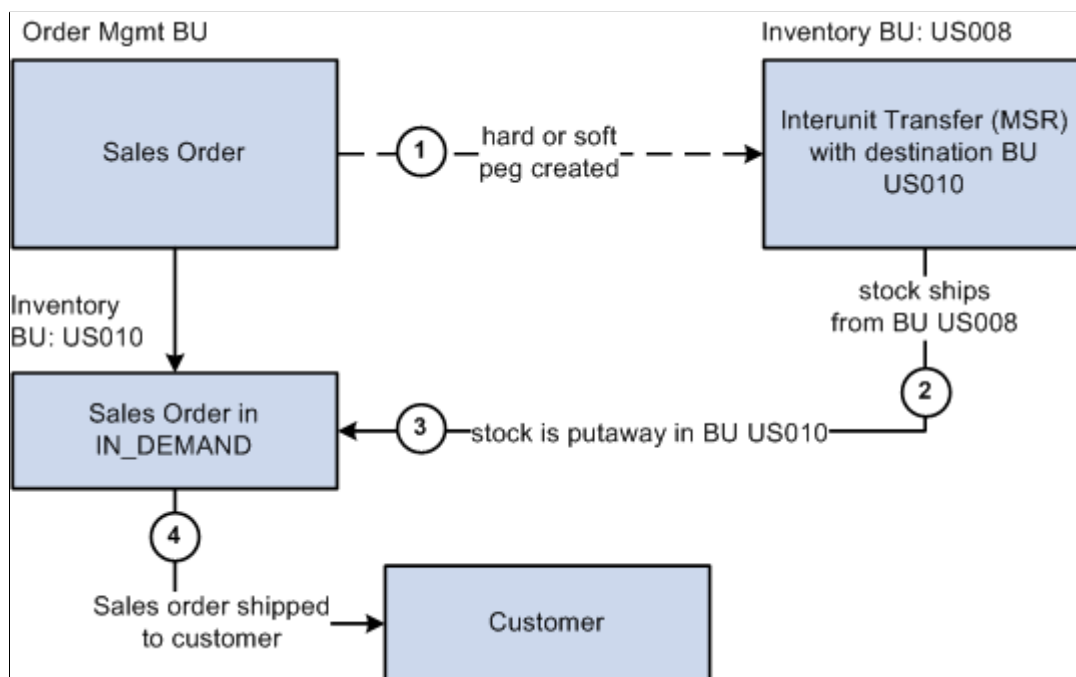 Order Mgmt BU
Inventory BU: US008
Sales Order
1
hard or soft
peg created
Interunit Transfer (MSR)
with destination BU
US010
Inventory
BU: US010
stock ships
from BU US008
2
Sales Order in
IN_DEMAND
3
stock is putaway in BU US010
4
Sales order shipped
to customer
Customer